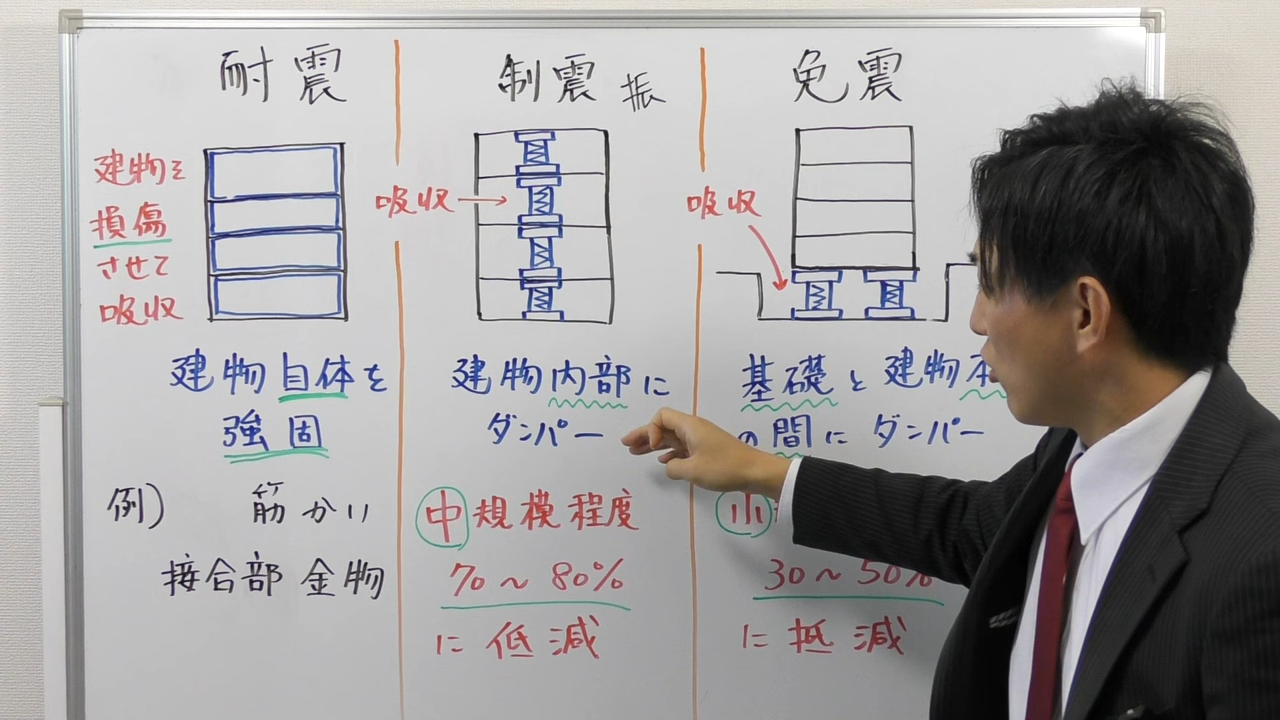 耐震
建物を
損傷
させて
吸収
建物自体を
強固
例) 筋かい
接合部金物
制震 振
吸収
建物内部に
ダンパー
中規模程度
70～80%
に低減
免震
吸収
基礎と建物本
の間にダンパー
小
30～50%
に抵減